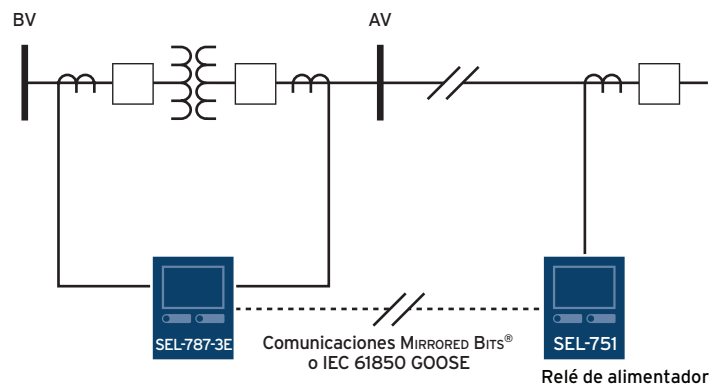 BV
AV
SEL-787-3E
Comunicaciones MIRRORED BITS®
o IEC 61850 GOOSE
SEL-751
Relé de alimentador